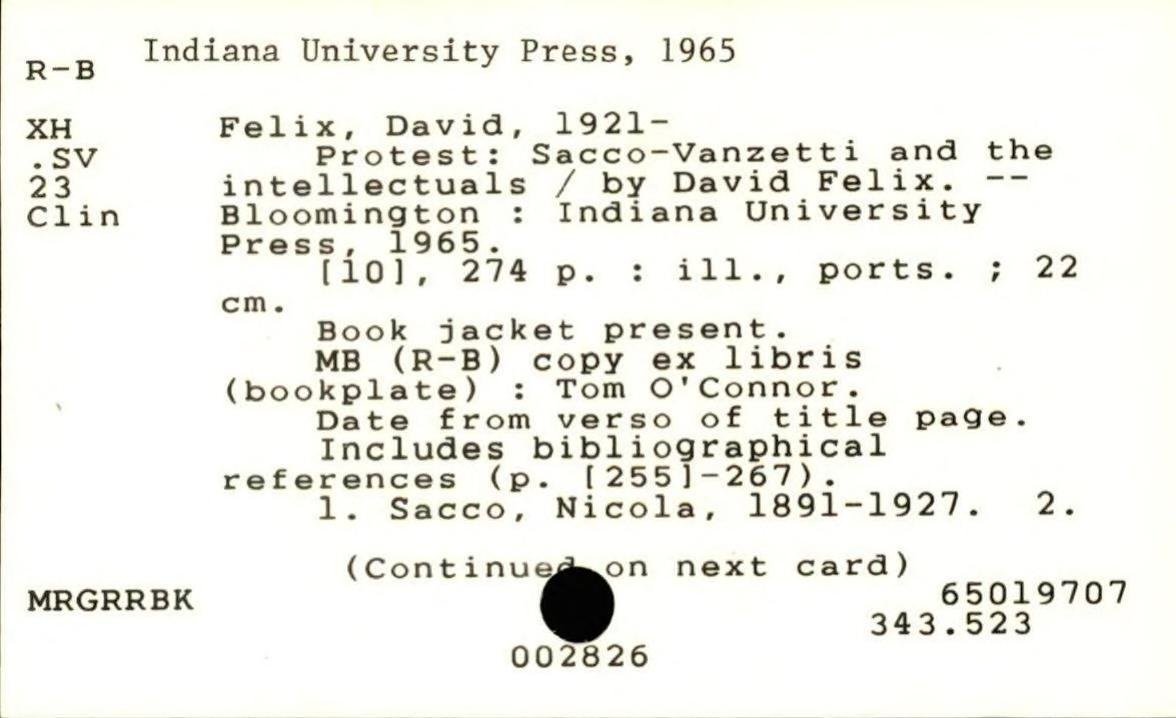 Indiana University Press, 1965
R-B
XH Felix, David, 1921-
.SV Protest: Sacco-Vanzetti and the
23 intellectuals / by David Felix. --
Clin Bloomington : Indiana University
Press, 1965.
[10], 274 p. : ill., ports. ; 22
cm.
Book jacket present.
MB (R-B) copy ex libris
(bookplate) : Tom O'Connor.
Date from verso of title page.
Includes bibliographical
references (p. [255]-267).
1. Sacco, Nicola, 1891-1927. 2.
(Continued on next card)
MRGRRBK 65019707
343.523
002826